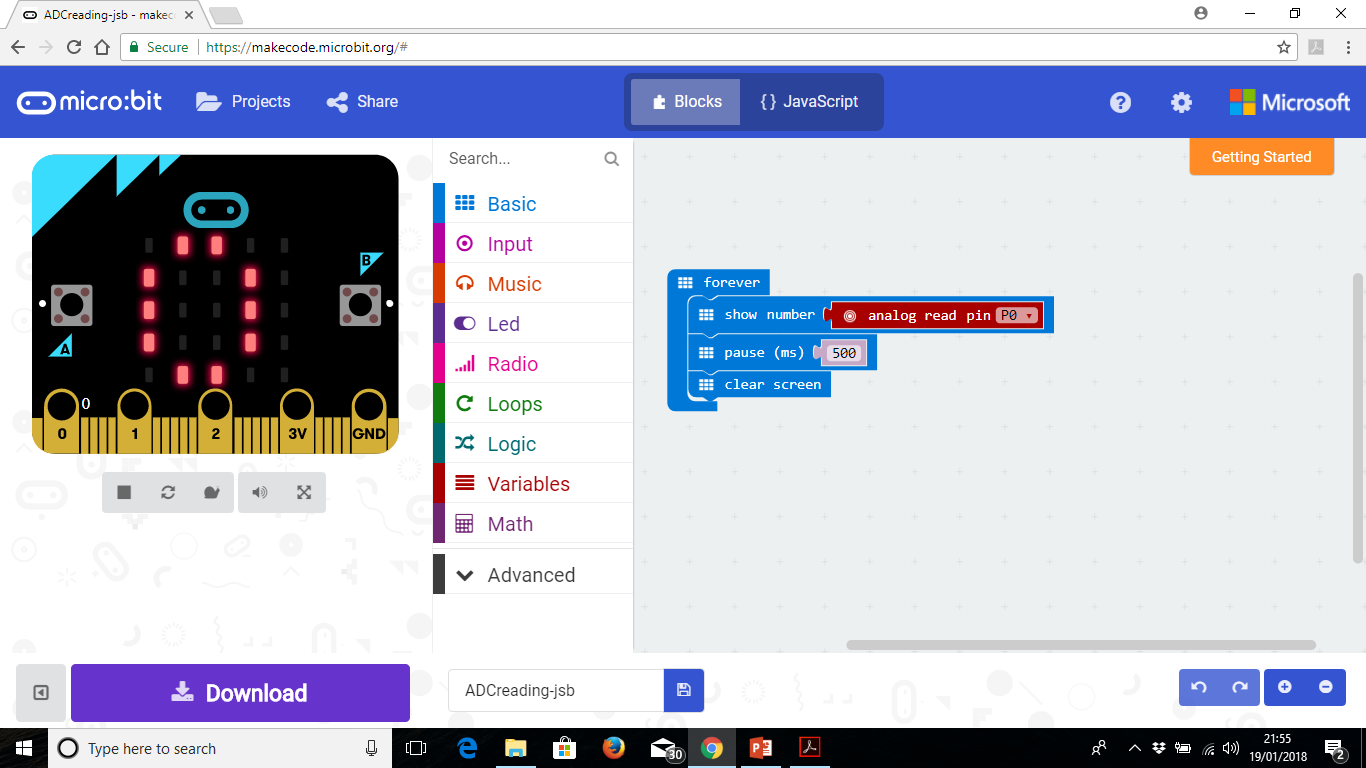 ADCreading-jsb - makec
Secure https://makecode.microbit.org/#
micro:bit Projects Share Blocks {} JavaScript ? Microsoft
Search...
Getting Started
Basic
Input
Music
Led
Radio
Loops
Logic
Variables
Math
Advanced
B
A
0
0 1 2 3V GND
forever
show number analog read pin P0
pause (ms) 500
clear screen
Download
ADCreading-jsb
Type here to search
30
21:55
19/01/2018
2